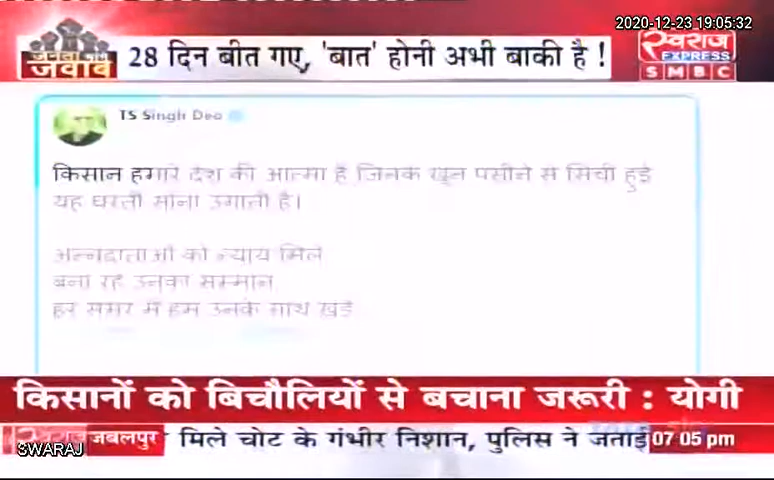 2020-12-23 19:05:32
जनता मांगे
जवाब
28 दिन बीत गए, 'बात' होनी अभी बाकी है !
स्वराज
EXPRESS
SMBC
TS Singh Deo
किसान हमारे देश की आत्मा हैं जिनके खून पसीने से सिंची हुई
यह धरती सोना उगाती है।
अन्नदाताओं को न्याय मिले
बना रहे उनका सम्मान
हर समर में हम उनके साथ खड़े
किसानों को बिचौलियों से बचाना जरूरी : योगी
जबलपुर मिले चोट के गंभीर निशान, पुलिस ने जताई 07:05 pm
SWARAJ